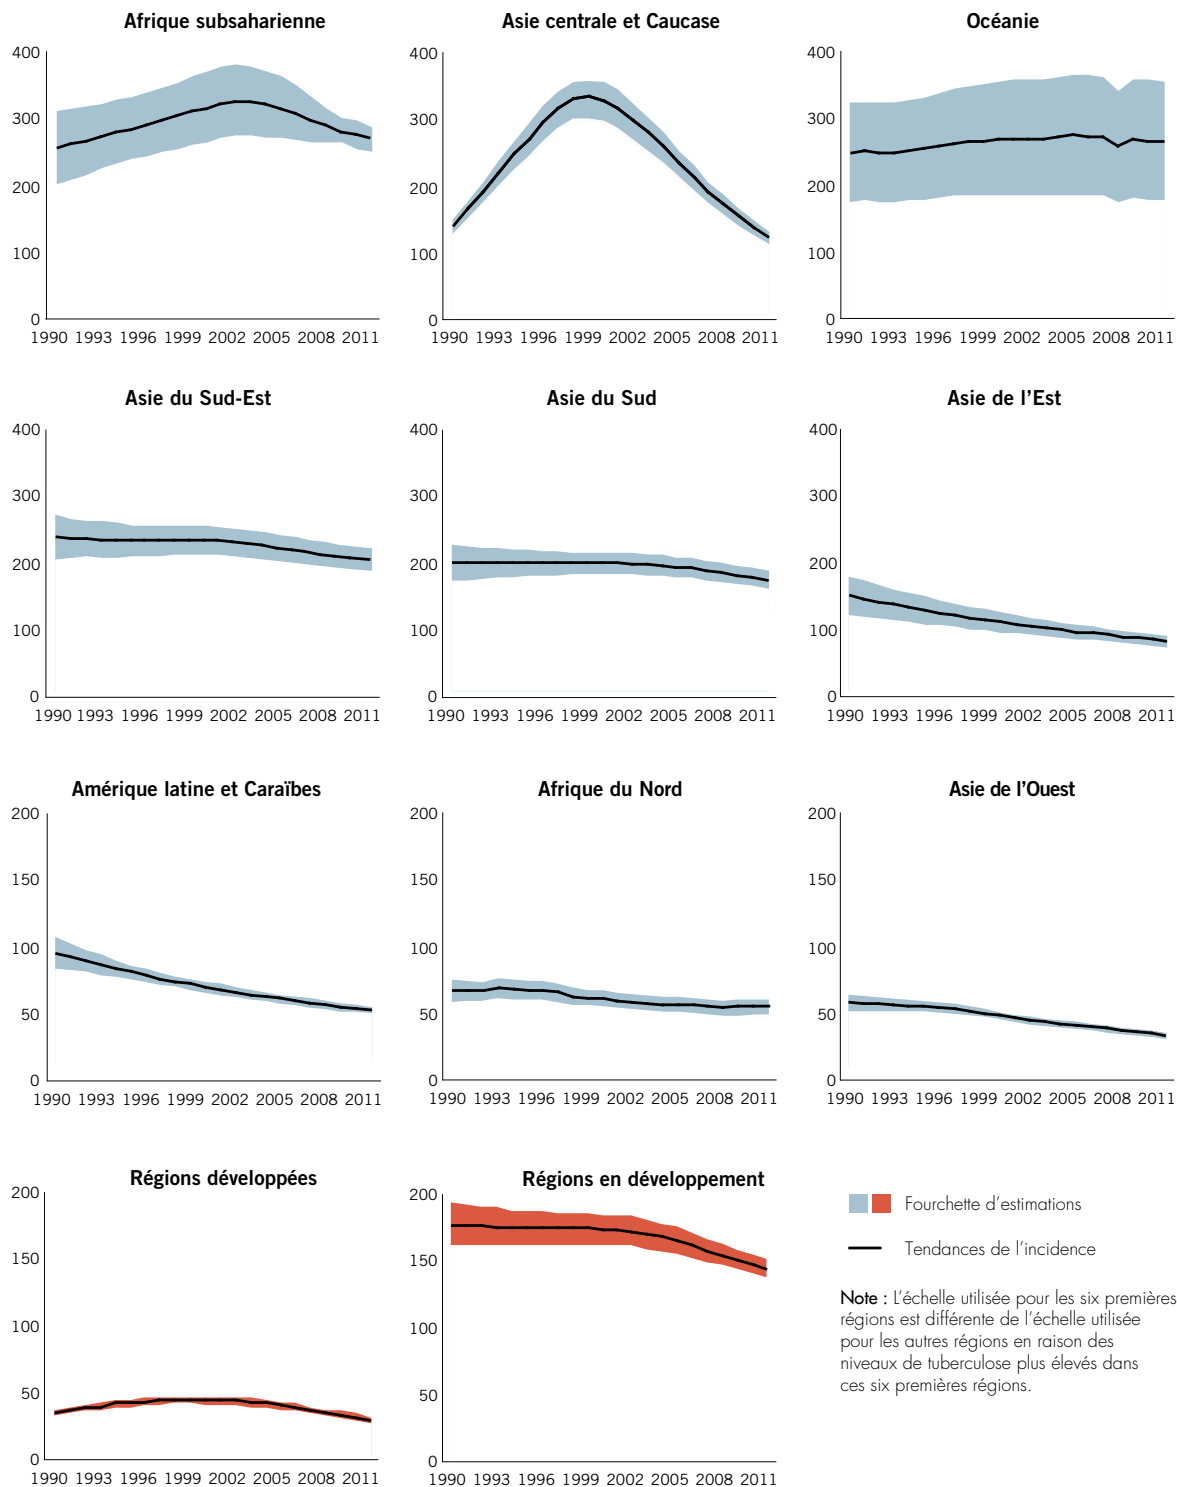 Afrique subsaharienne
400
300
200
100
0
1990 1993 1996 1999 2002 2005 2008 2011
Asie centrale et Caucase
400
300
200
100
0
1990 1993 1996 1999 2002 2005 2008 2011
Océanie
400
300
200
100
0
1990 1993 1996 1999 2002 2005 2008 2011
Asie du Sud-Est
400
300
200
100
0
1990 1993 1996 1999 2002 2005 2008 2011
Asie du Sud
400
300
200
100
0
1990 1993 1996 1999 2002 2005 2008 2011
Asie de l'Est
400
300
200
100
0
1990 1993 1996 1999 2002 2005 2008 2011
Amérique latine et Caraïbes
200
150
100
50
0
1990 1993 1996 1999 2002 2005 2008 2011
Afrique du Nord
200
150
100
50
0
1990 1993 1996 1999 2002 2005 2008 2011
Asie de l'Ouest
200
150
100
50
0
1990 1993 1996 1999 2002 2005 2008 2011
Régions développées
200
150
100
50
0
1990 1993 1996 1999 2002 2005 2008 2011
Régions en développement
200
150
100
50
0
1990 1993 1996 1999 2002 2005 2008 2011
Fourchette d'estimations
Tendances de l'incidence
Note : L'échelle utilisée pour les six premières
régions est différente de l'échelle utilisée
pour les autres régions en raison des
niveaux de tuberculose plus élevés dans
ces six premières régions.